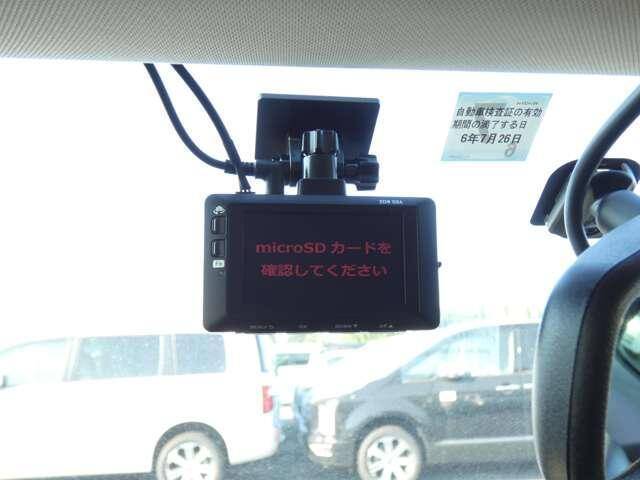 自動車検査証の有効
期間の満了する日
6年7月26日
microSD カードを
確認してください